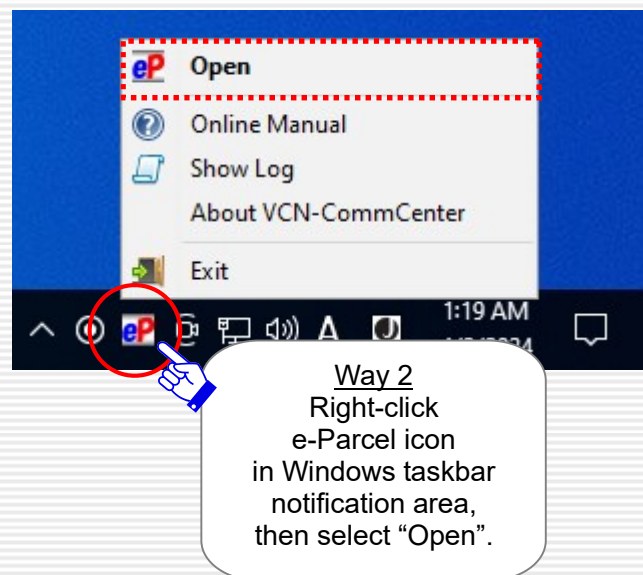 eP Open
Online Manual
Show Log
About VCN-CommCenter
Exit
eP A 1:19 AM
Way 2
Right-click
e-Parcel icon
in Windows taskbar
notification area,
then select “Open”.